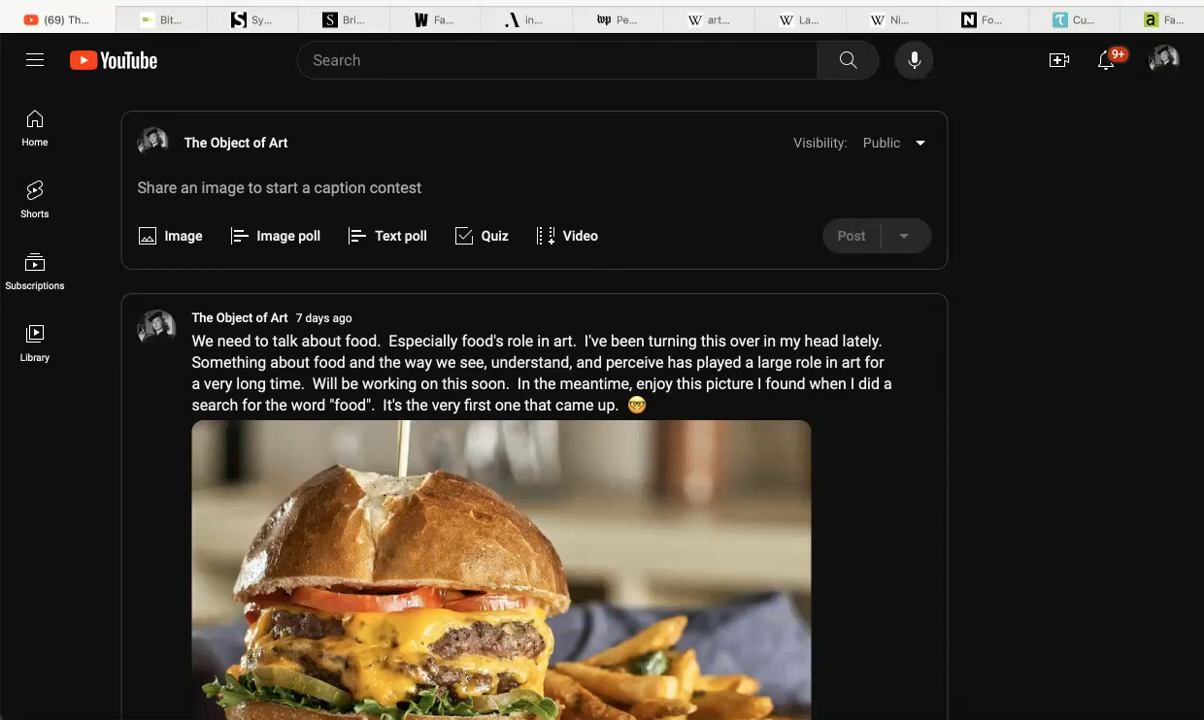 (69) Th...
Bit...
Sy...
Bri...
Fa...
in...
Pe...
art...
La...
Ni...
Fo...
Cu...
Fa...
YouTube
Search
9+
Home
Shorts
Subscriptions
Library
The Object of Art
Visibility: Public
Share an image to start a caption contest
Image
Image poll
Text poll
Quiz
Video
Post
The Object of Art 7 days ago
We need to talk about food. Especially food's role in art. I've been turning this over in my head lately.
Something about food and the way we see, understand, and perceive has played a large role in art for
a very long time. Will be working on this soon. In the meantime, enjoy this picture I found when I did a
search for the word "food". It's the very first one that came up. 🤓